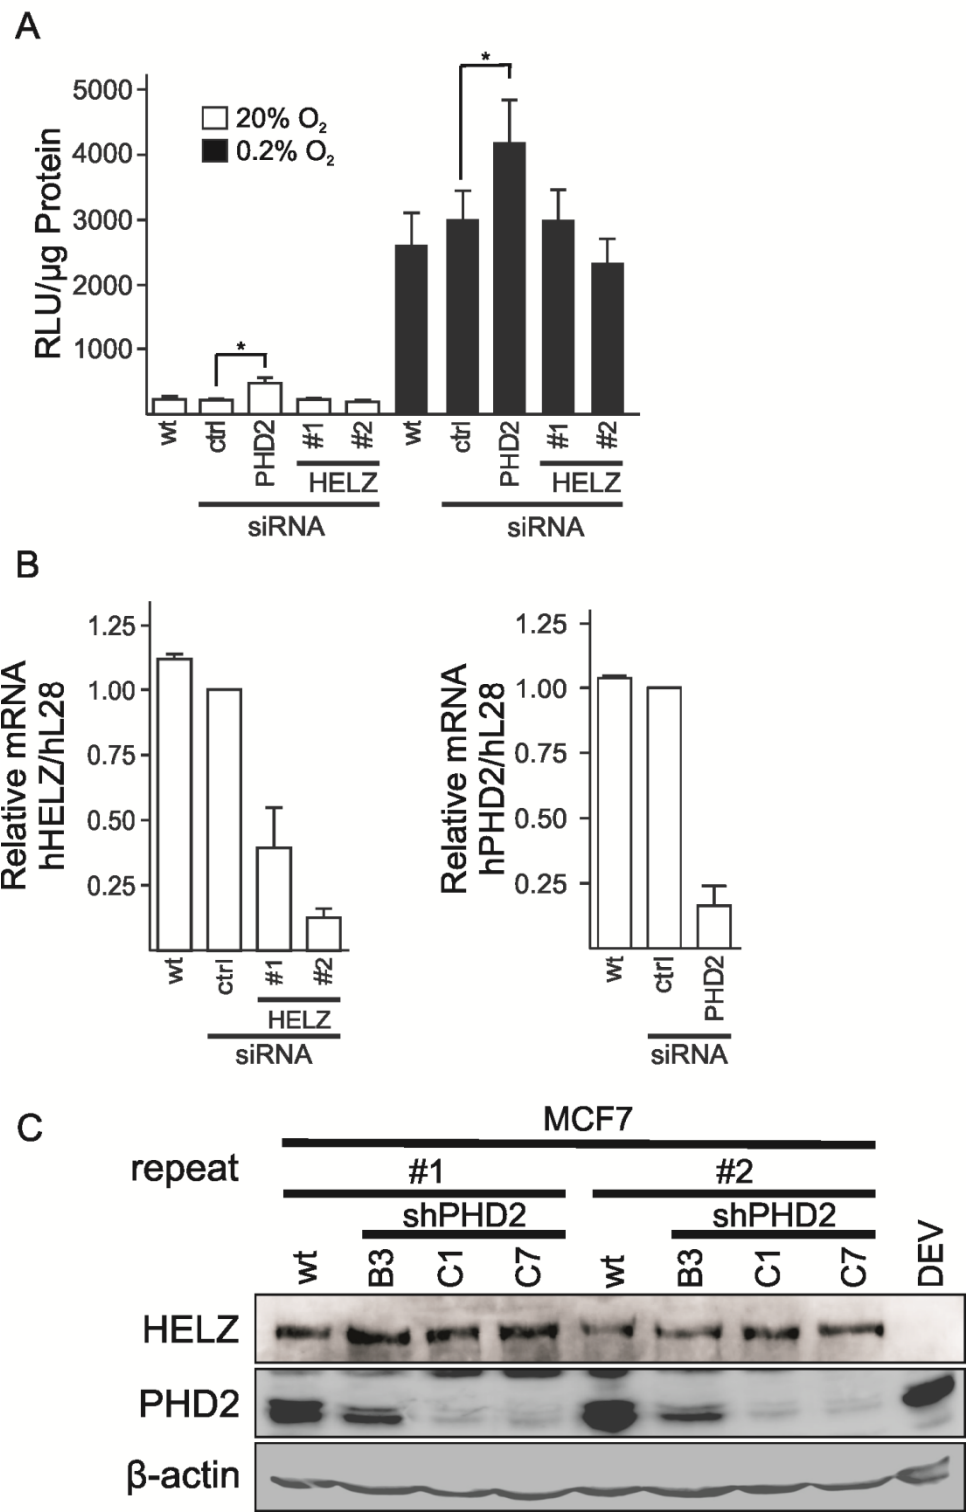 A
RLU/µg Protein
5000
4000
3000
2000
1000
20% O₂
0.2% O₂
*
*
wt
ctrl
PHD2
#1
#2
wt
ctrl
PHD2
#1
#2
HELZ
HELZ
siRNA
siRNA
B
Relative mRNA
hHELZ/hL28
1.25
1.00
0.75
0.50
0.25
wt
ctrl
#1
#2
HELZ
siRNA
Relative mRNA
hPHD2/hL28
1.25
1.00
0.75
0.50
0.25
wt
ctrl
PHD2
siRNA
C
MCF7
repeat #1 #2
shPHD2 shPHD2
wt B3 C1 C7 wt B3 C1 C7 DEV
HELZ
PHD2
β-actin